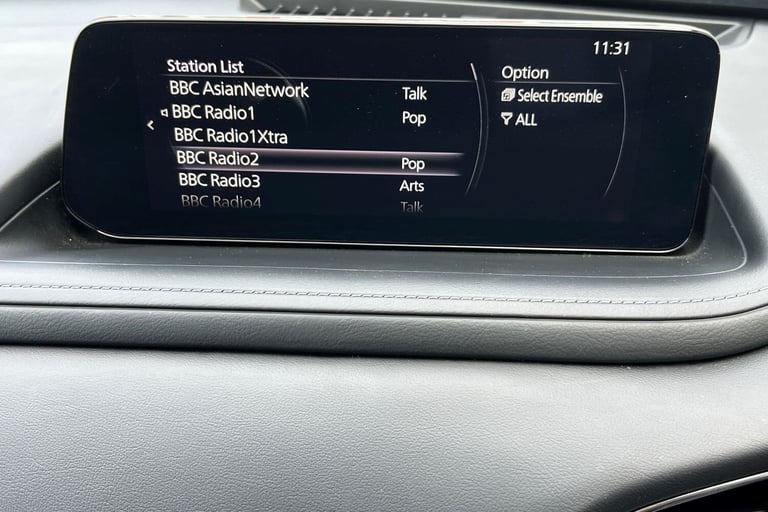 11:31
Station List
BBC AsianNetwork Talk
BBC Radio1 Pop
BBC Radio1Xtra
BBC Radio2 Pop
BBC Radio3 Arts
BBC Radio4 Talk
Option
Select Ensemble
ALL